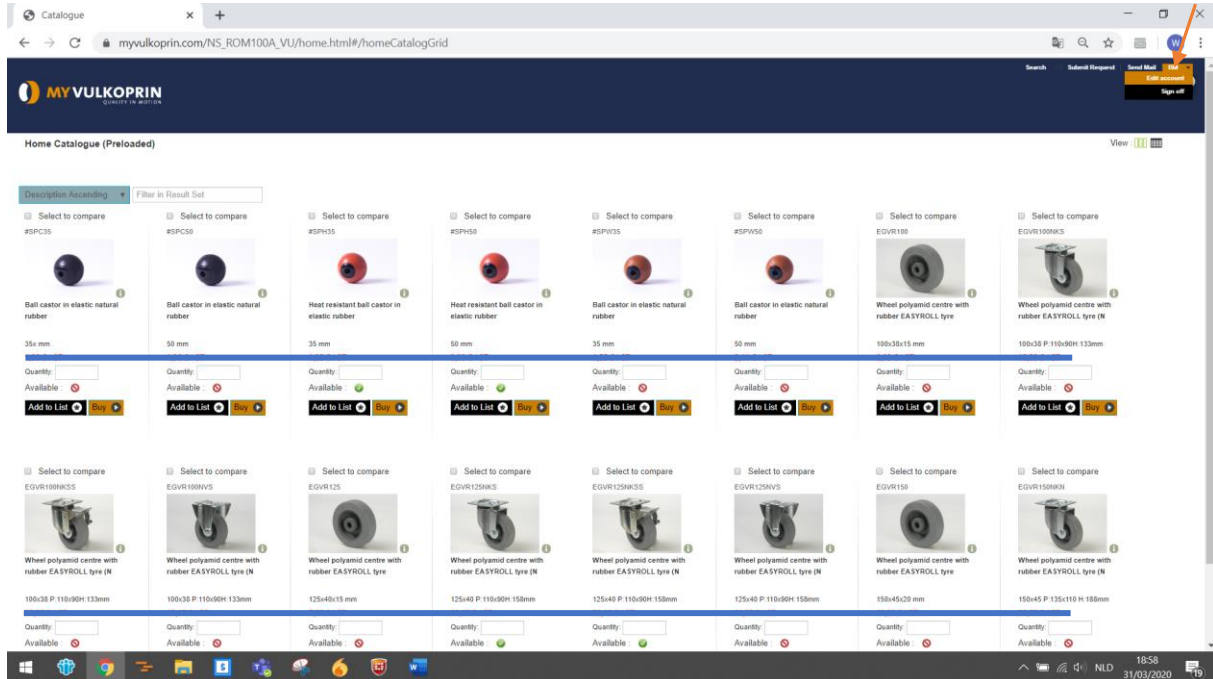 Catalogue
myvulkoprin.com/NS_ROM100A_VU/home.html#/homeCatalogGrid
W
Search Submit Request Send Mail
Edit account
Sign off
MYVULKOPRIN
QUALITY IN MOTION
Home Catalogue (Preloaded)
View :
Description Ascending Filter in Result Set
Select to compare Select to compare Select to compare Select to compare Select to compare Select to compare Select to compare Select to compare
#SPC35 #SPC50 #SPH35 #SPH50 #SPW35 #SPW50 EGVR100 EGVR100NKS
Ball castor in elastic natural Ball castor in elastic natural Heat resistant ball castor in Heat resistant ball castor in Ball castor in elastic natural Ball castor in elastic natural Wheel polyamid centre with Wheel polyamid centre with
rubber rubber elastic rubber elastic rubber rubber rubber rubber EASYROLL tyre rubber EASYROLL tyre (N
35x mm 50 mm 35 mm 50 mm 35 mm 50 mm 100x38x15 mm 100x38 P:110x90H:133mm
Quantity: Quantity: Quantity: Quantity: Quantity: Quantity: Quantity: Quantity:
Available : Available : Available : Available : Available : Available : Available : Available :
Add to List Buy Add to List Buy Add to List Buy Add to List Buy Add to List Buy Add to List Buy Add to List Buy Add to List Buy
Select to compare Select to compare Select to compare Select to compare Select to compare Select to compare Select to compare Select to compare
EGVR100NKSS EGVR100NVS EGVR125 EGVR125NKS EGVR125NKSS EGVR125NVS EGVR150 EGVR150NKN
Wheel polyamid centre with Wheel polyamid centre with Wheel polyamid centre with Wheel polyamid centre with Wheel polyamid centre with Wheel polyamid centre with Wheel polyamid centre with Wheel polyamid centre with
rubber EASYROLL tyre (N rubber EASYROLL tyre (N rubber EASYROLL tyre rubber EASYROLL tyre (N rubber EASYROLL tyre (N rubber EASYROLL tyre (N rubber EASYROLL tyre rubber EASYROLL tyre (N
100x38 P:110x90H:133mm 100x38 P:110x90H:133mm 125x40x15 mm 125x40 P:110x90H:158mm 125x40 P:110x90H:158mm 125x40 P:110x90H:158mm 150x45x20 mm 150x45 P:135x110 H:188mm
Quantity: Quantity: Quantity: Quantity: Quantity: Quantity: Quantity: Quantity:
Available : Available : Available : Available : Available : Available : Available : Available :
NLD
18:58
31/03/2020
19